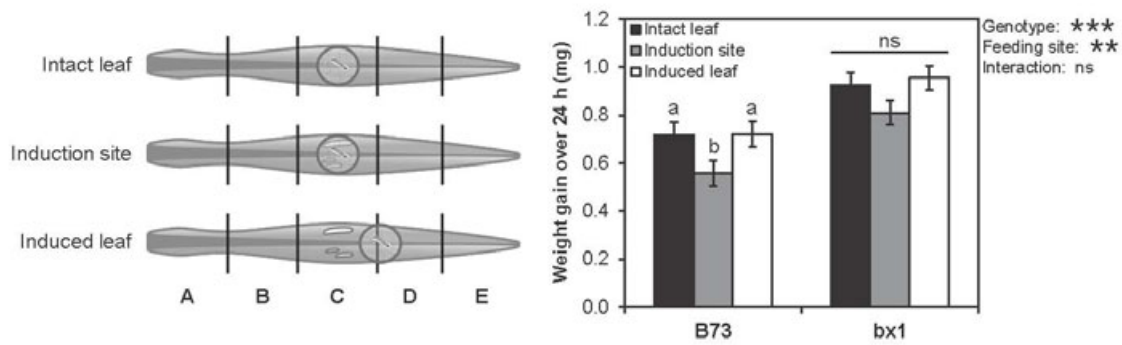 Intact leaf
Induction site
Induced leaf
A B C D E
Weight gain over 24 h (mg)
1.2
1.0
0.8
0.6
0.4
0.2
0.0
Intact leaf
Induction site
Induced leaf
a
b
a
ns
B73
bx1
Genotype: ***
Feeding site: **
Interaction: ns